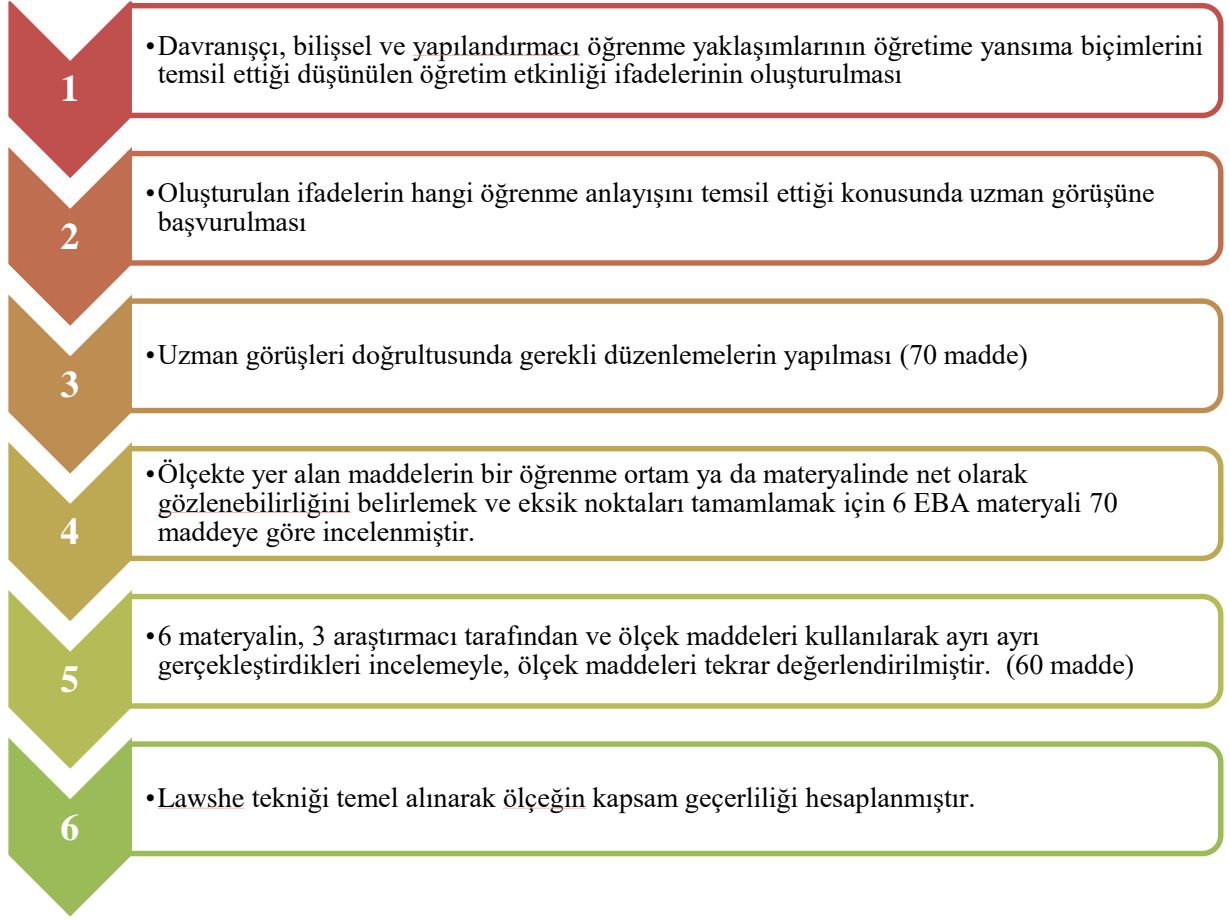 1
•Davranışçı, bilişsel ve yapılandırmacı öğrenme yaklaşımlarının öğretime yansıma biçimlerini
temsil ettiği düşünülen öğretim etkinliği ifadelerinin oluşturulması
2
•Oluşturulan ifadelerin hangi öğrenme anlayışını temsil ettiği konusunda uzman görüşüne
başvurulması
3
•Uzman görüşleri doğrultusunda gerekli düzenlemelerin yapılması (70 madde)
4
•Ölçekte yer alan maddelerin bir öğrenme ortam ya da materyalinde net olarak
gözlenebilirliğini belirlemek ve eksik noktaları tamamlamak için 6 EBA materyali 70
maddeye göre incelenmiştir.
5
•6 materyalin, 3 araştırmacı tarafından ve ölçek maddeleri kullanılarak ayrı ayrı
gerçekleştirdikleri incelemeyle, ölçek maddeleri tekrar değerlendirilmiştir. (60 madde)
6
•Lawshe tekniği temel alınarak ölçeğin kapsam geçerliliği hesaplanmıştır.